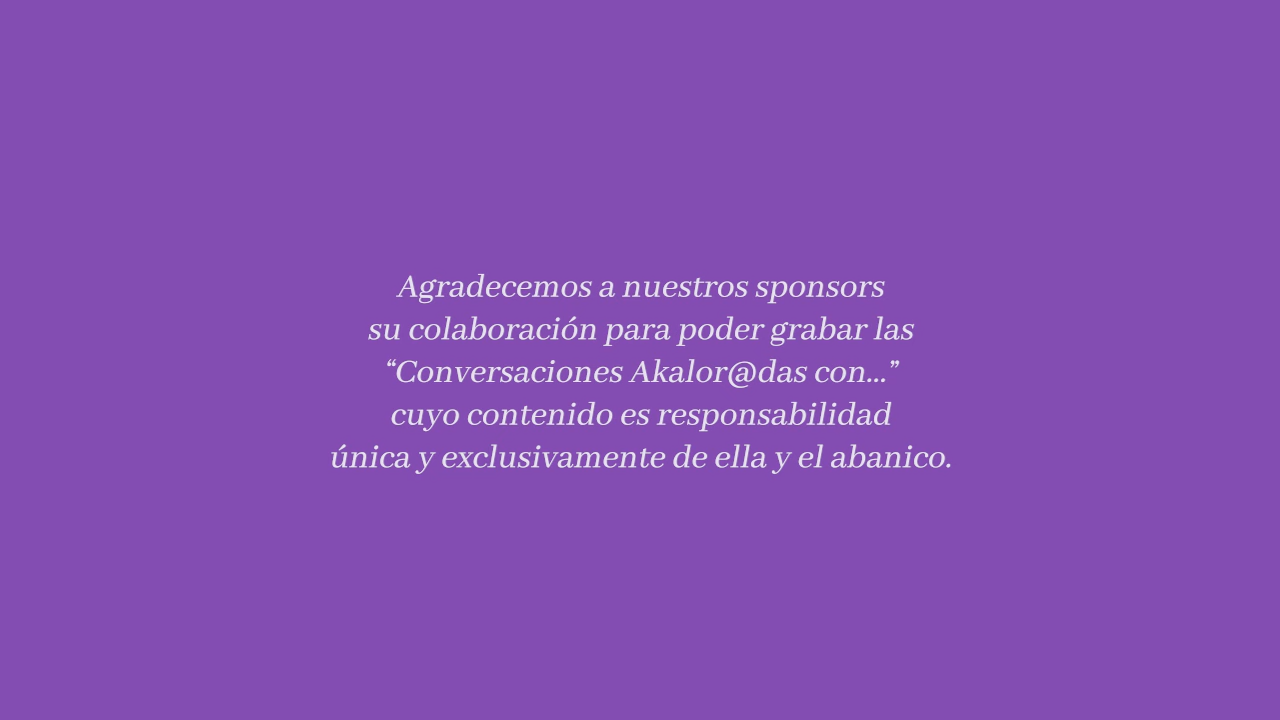 Agradecemos a nuestros sponsors
su colaboración para poder grabar las
“Conversaciones Akalor@das con...”
cuyo contenido es responsabilidad
única y exclusivamente de ella y el abanico.